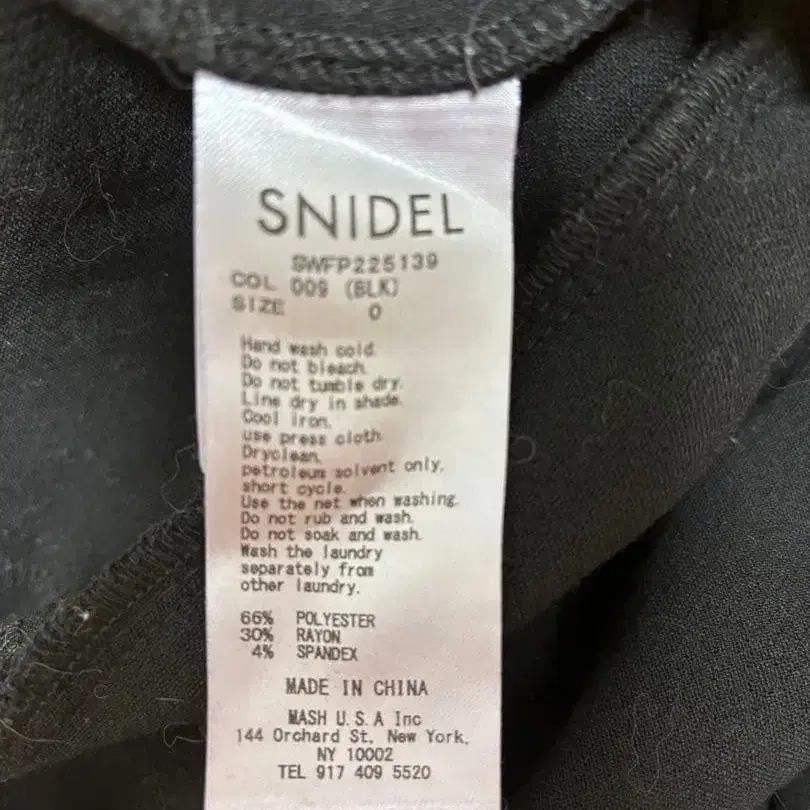 SNIDEL
SWFP225139
COL 009 (BLK)
SIZE 0
Hand wash cold.
Do not bleach.
Do not tumble dry.
Line dry in shade.
Cool iron.
use press cloth.
Dryclean.
petroleum solvent only.
short cycle.
Use the net when washing.
Do not rub and wash.
Do not soak and wash.
Wash the laundry
separately from
other laundry.
66% POLYESTER
30% RAYON
4% SPANDEX
MADE IN CHINA
MASH U.S.A Inc
144 Orchard St, New York,
NY 10002
TEL 917 409 5520